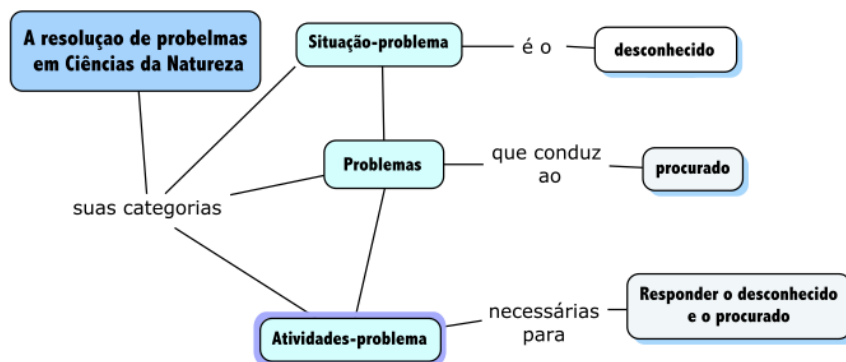 A resoluçao de probelmas
em Ciências da Natureza
Situação-problema
é o
desconhecido
Problemas
que conduz
ao
procurado
suas categorias
Atividades-problema
necessárias
para
Responder o desconhecido
e o procurado